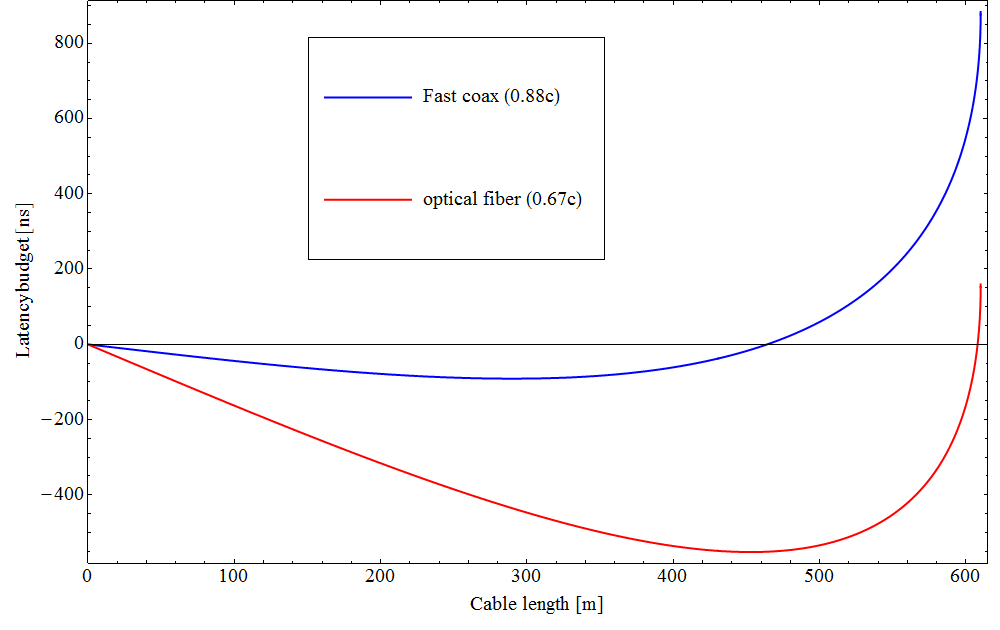 800
600
400
200
0
−200
−400
Latencybudget [ns]
Fast coax (0.88c)
optical fiber (0.67c)
0 100 200 300 400 500 600
Cable length [m]